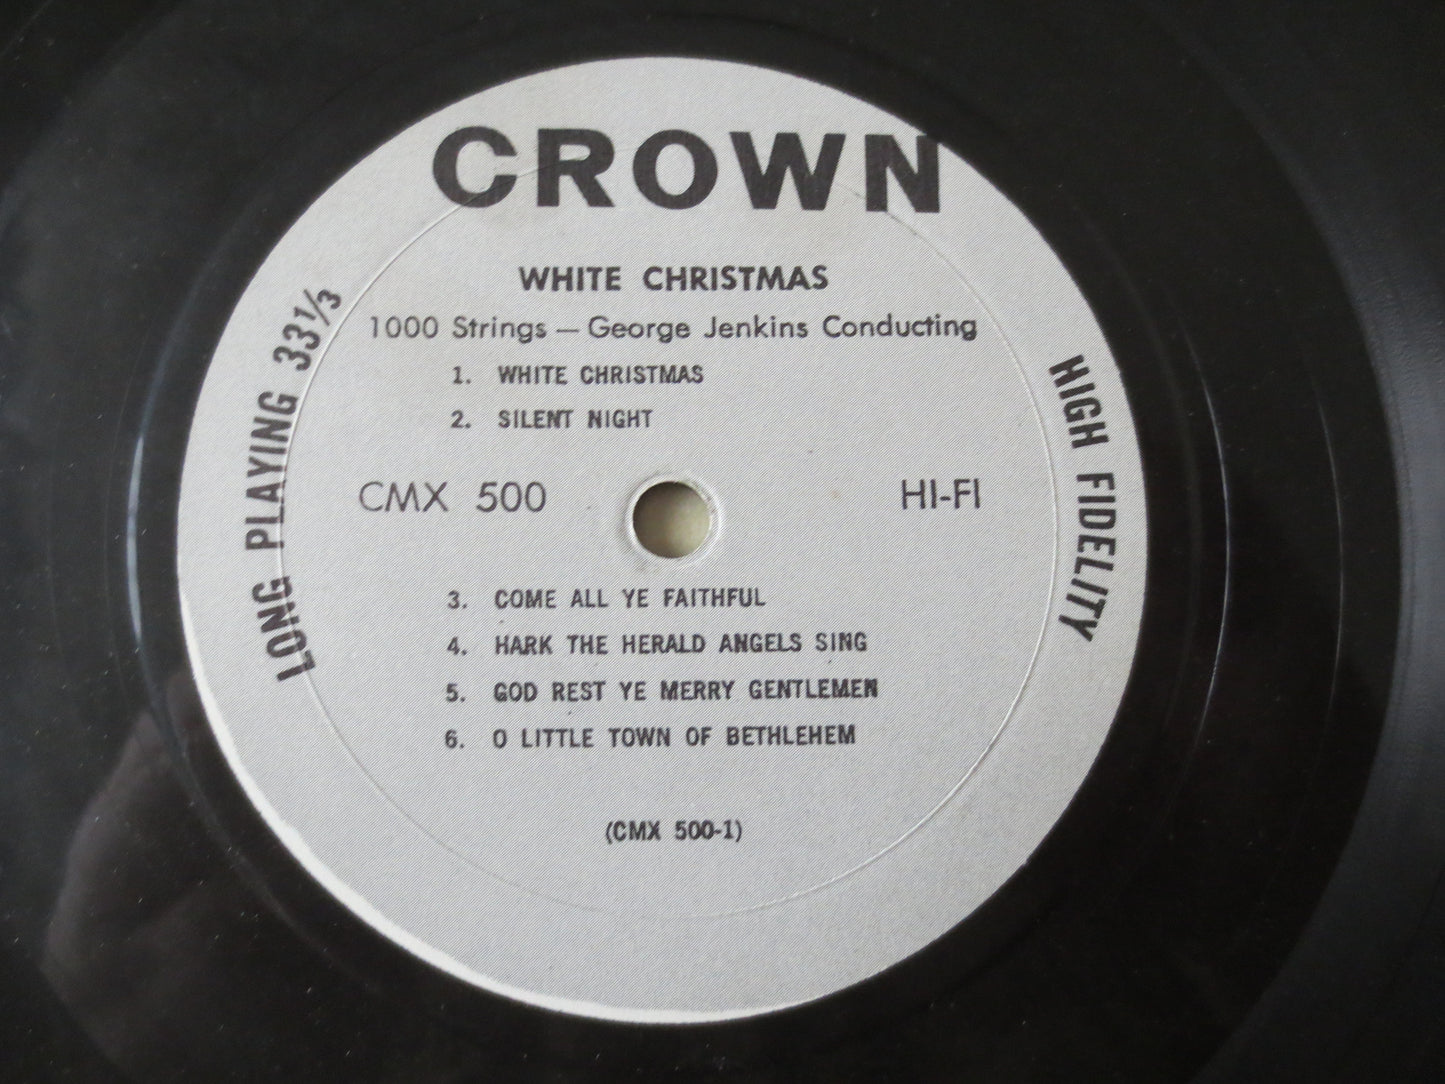 CROWN
WHITE CHRISTMAS
1000 Strings — George Jenkins Conducting
1. WHITE CHRISTMAS
2. SILENT NIGHT
LONG PLAYING 33 1/3
CMX 500
HI-FI
HIGH FIDELITY
3. COME ALL YE FAITHFUL
4. HARK THE HERALD ANGELS SING
5. GOD REST YE MERRY GENTLEMEN
6. O LITTLE TOWN OF BETHLEHEM
(CMX 500-1)